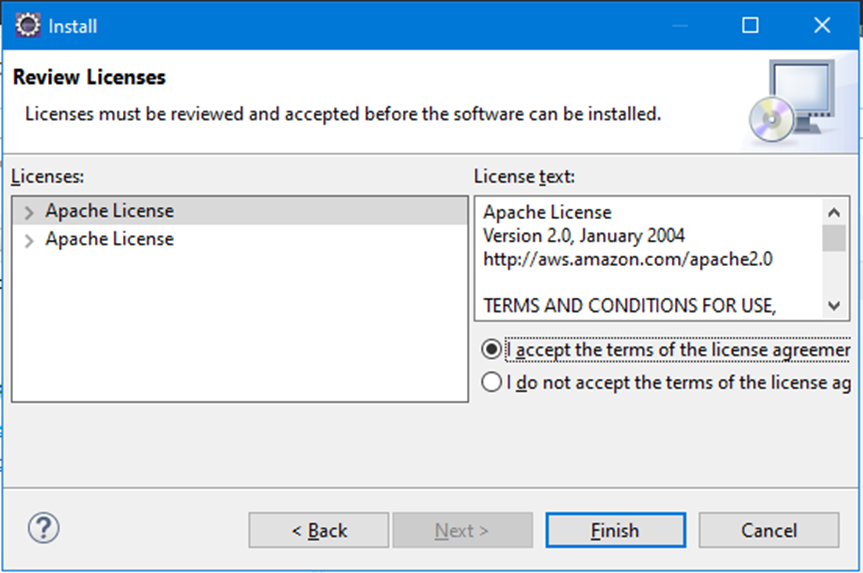 Install
Review Licenses
Licenses must be reviewed and accepted before the software can be installed.
Licenses:
Apache License
Apache License
License text:
Apache License
Version 2.0, January 2004
http://aws.amazon.com/apache2.0
TERMS AND CONDITIONS FOR USE,
I accept the terms of the license agreemer
I do not accept the terms of the license ag
?
< Back
Next >
Finish
Cancel